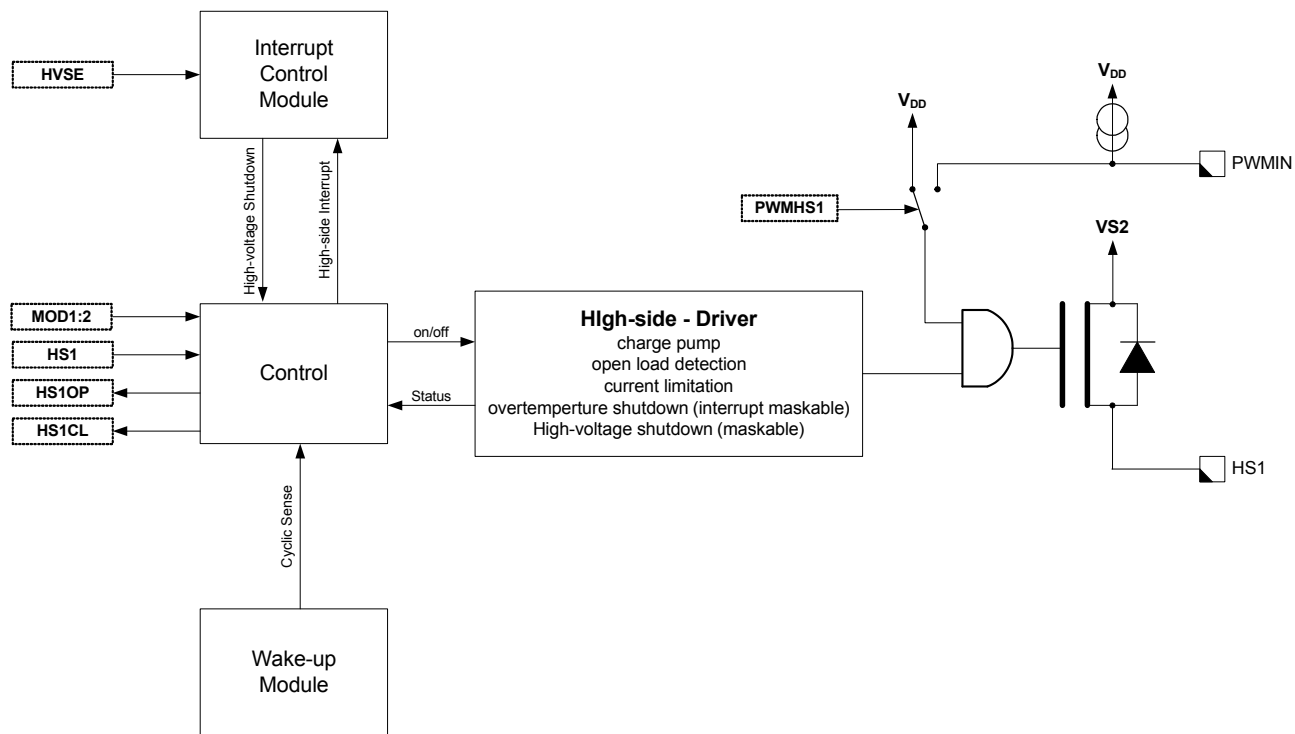 Interrupt
Control
Module
HVSE
High-voltage Shutdown
High-side Interrupt
VDD
VDD
PWMIN
PWMHS1
VS2
MOD1:2
HS1
HS1OP
HS1CL
Control
on/off
Status
HIgh-side - Driver
charge pump
open load detection
current limitation
overtemperture shutdown (interrupt maskable)
High-voltage shutdown (maskable)
HS1
Cyclic Sense
Wake-up
Module